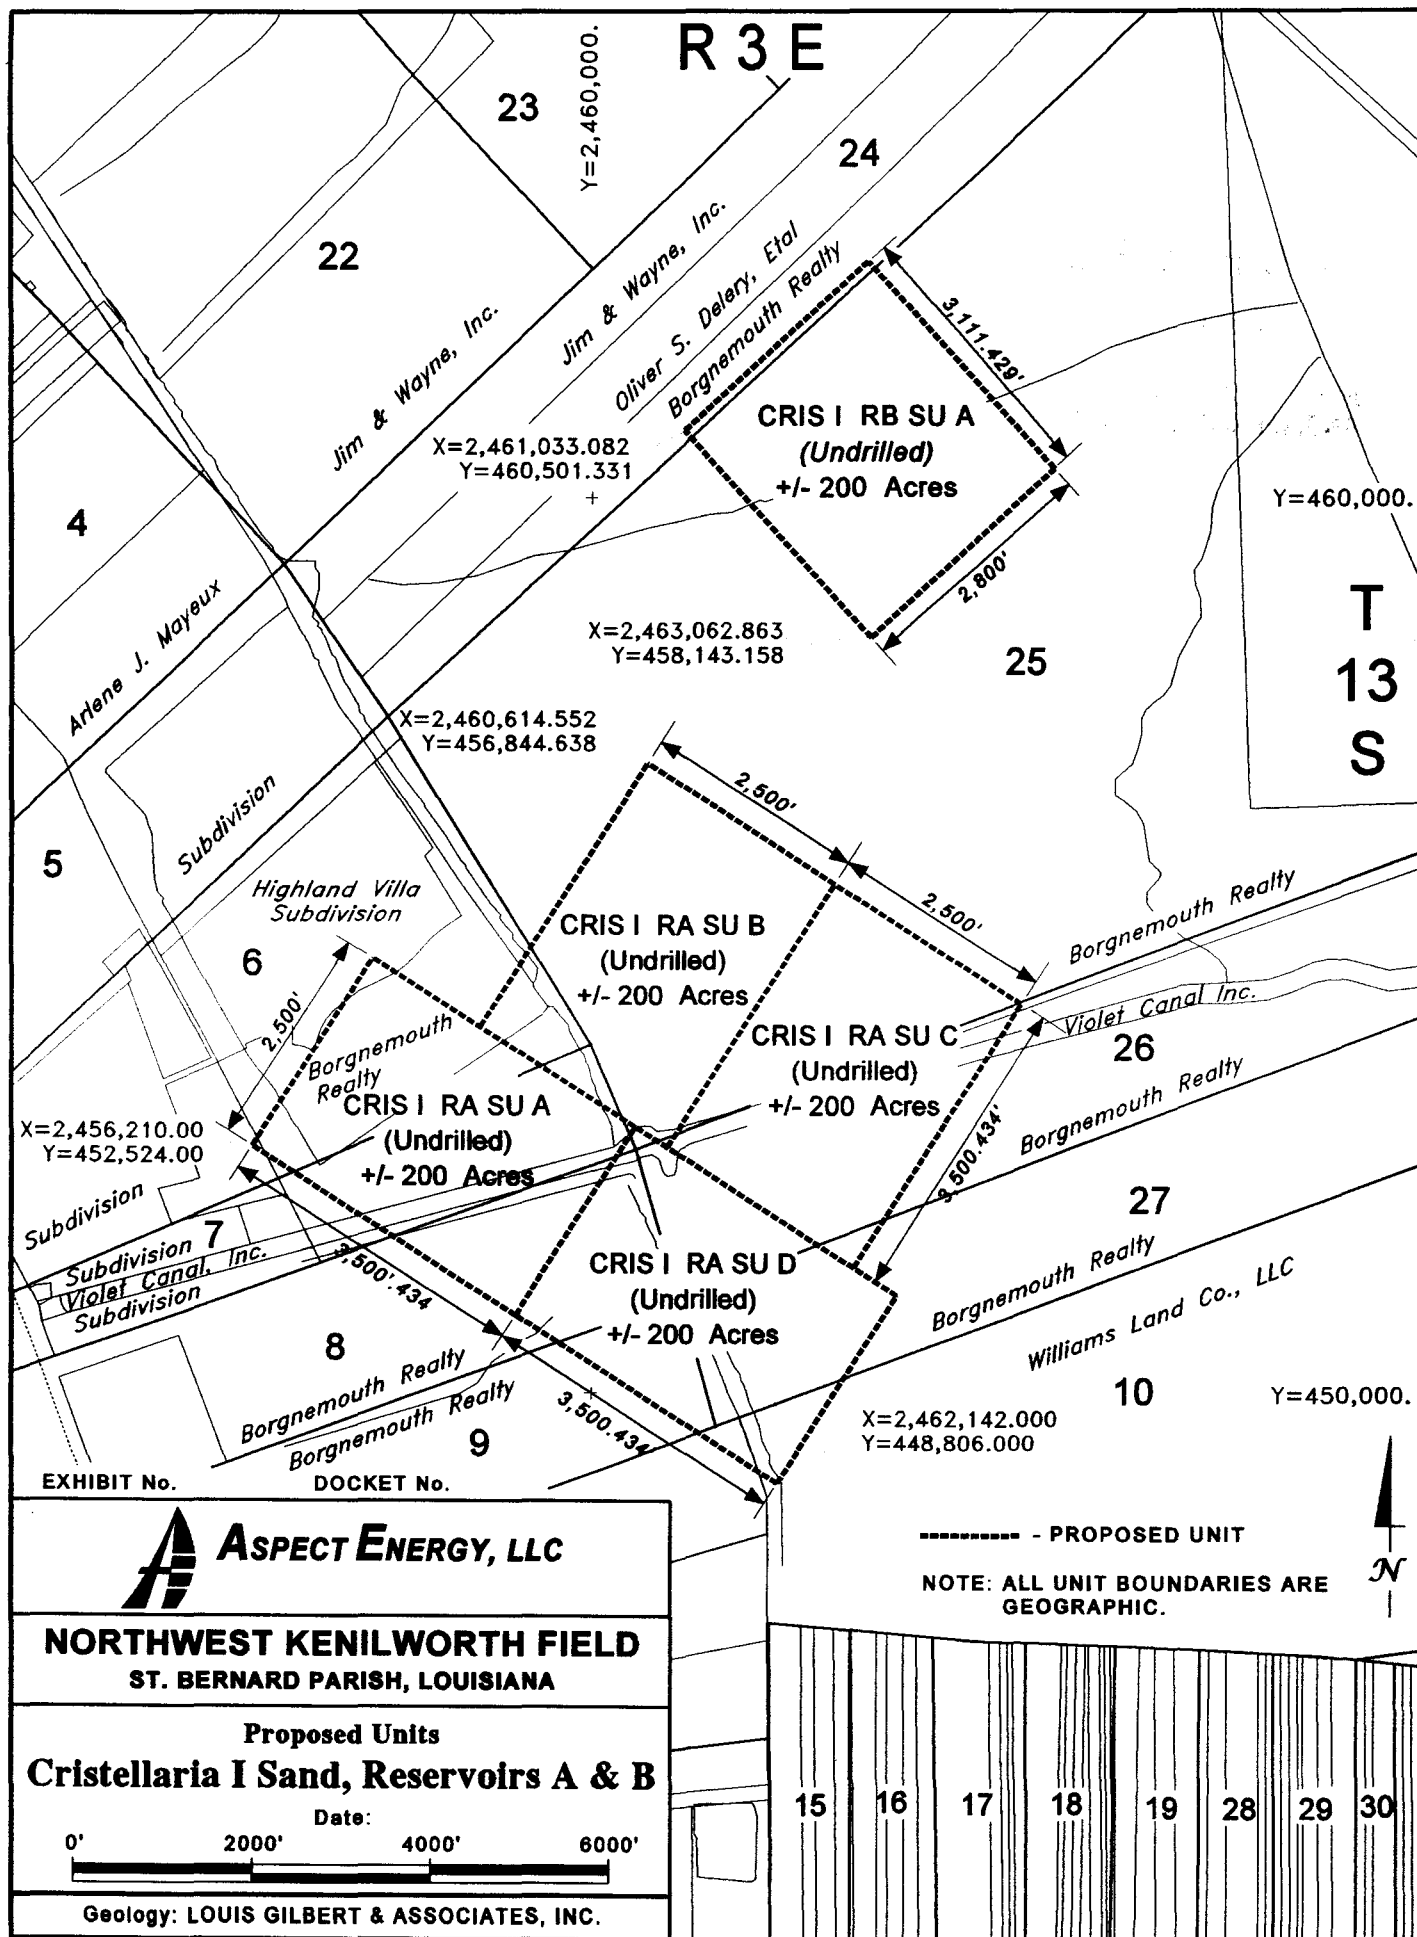 R 3 E
23
Y=2,460,000.
24
22
Jim & Wayne, Inc.
Jim & Wayne, Inc.
Oliver S. Delery, Etal
Borgnemouth Realty
3,111.429'
CRIS I RB SU A
(Undrilled)
+/- 200 Acres
X=2,461,033.082
Y=460,501.331
Y=460,000.
4
2,800'
T
13
S
Arlene J. Mayeux
X=2,463,062.863
Y=458,143.158
25
X=2,460,614.552
Y=456,844.638
2,500'
Subdivision
5
Highland Villa
Subdivision
2,500'
Borgnemouth Realty
CRIS I RA SU B
(Undrilled)
+/- 200 Acres
6
2,500'
Violet Canal Inc.
26
CRIS I RA SU C
(Undrilled)
+/- 200 Acres
Borgnemouth
Realty
CRIS I RA SU A
(Undrilled)
+/- 200 Acres
Borgnemouth Realty
X=2,456,210.00
Y=452,524.00
3,500.434'
27
Subdivision
7
Subdivision
Violet Canal, Inc.
Subdivision
3,500'.434
CRIS I RA SU D
(Undrilled)
+/- 200 Acres
Borgnemouth Realty
Williams Land Co., LLC
8
Borgnemouth Realty
Borgnemouth Realty
9
3,500.434
10
Y=450,000.
X=2,462,142.000
Y=448,806.000
EXHIBIT No.
DOCKET No.
ASPECT ENERGY, LLC
- PROPOSED UNIT
N
NOTE: ALL UNIT BOUNDARIES ARE
GEOGRAPHIC.
NORTHWEST KENILWORTH FIELD
ST. BERNARD PARISH, LOUISIANA
Proposed Units
Cristellaria I Sand, Reservoirs A & B
Date:
0' 2000' 4000' 6000'
Geology: LOUIS GILBERT & ASSOCIATES, INC.
15 16 17 18 19 28 29 30